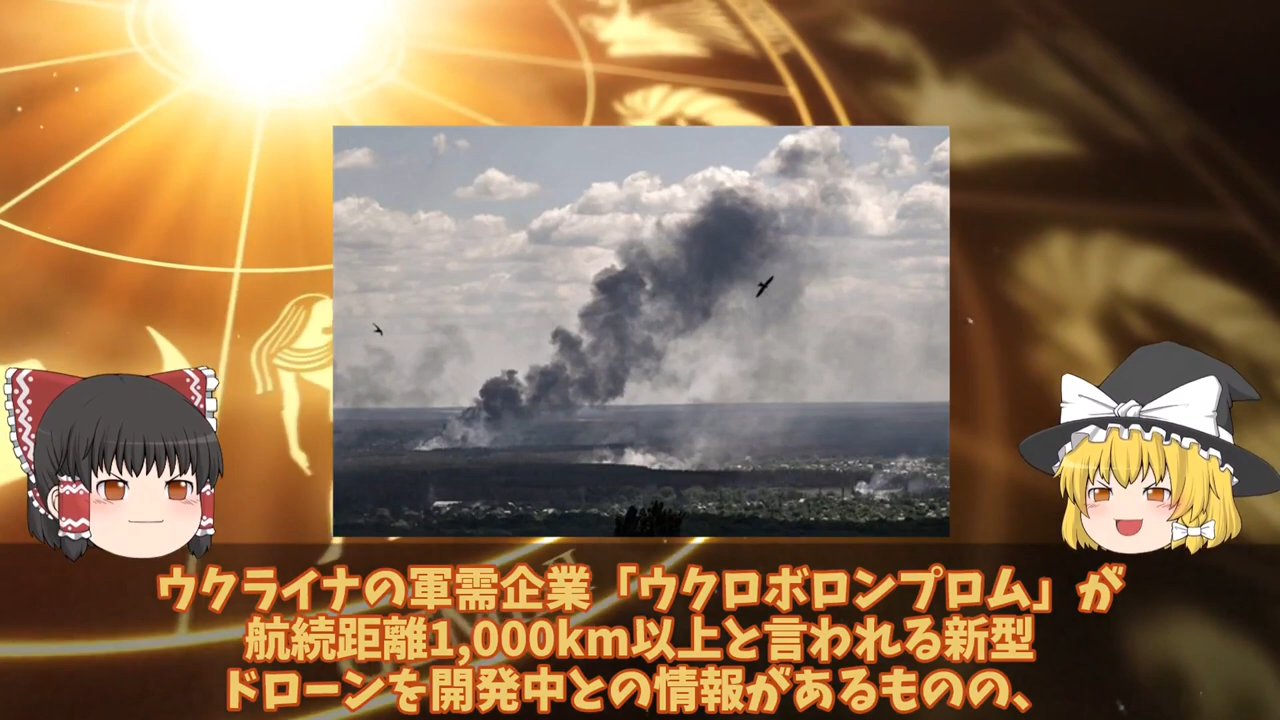 ウクライナの軍需企業「ウクロボロンプロム」が
航続距離1,000km以上と言われる新型
ドローンを開発中との情報があるものの、